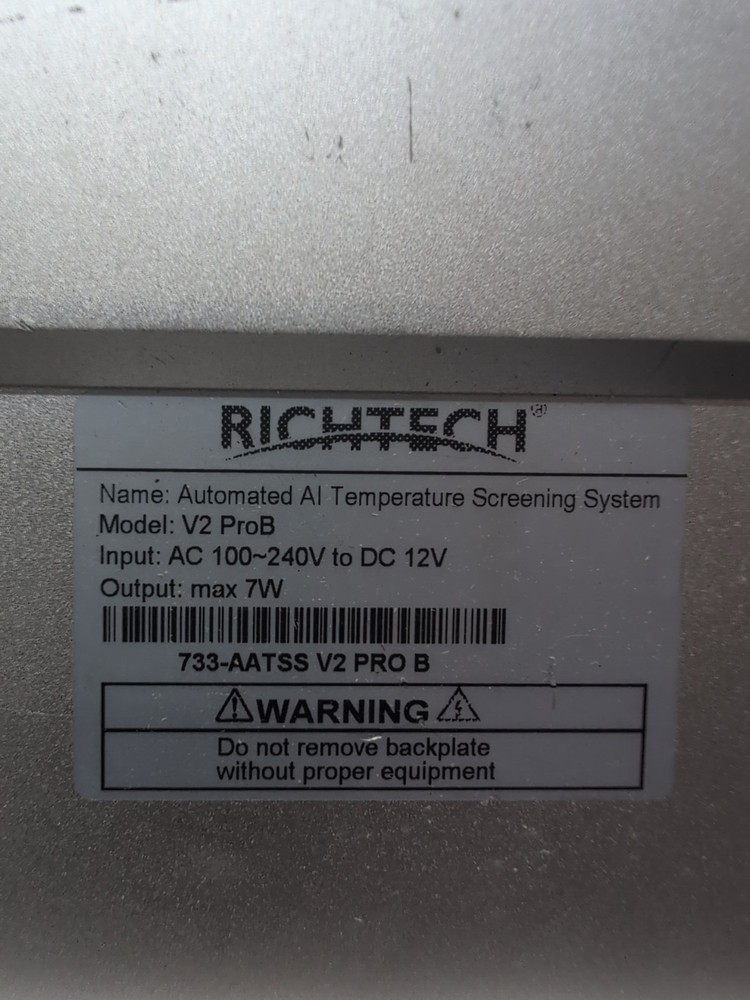 RICHTECH®
Name: Automated AI Temperature Screening System
Model: V2 ProB
Input: AC 100~240V to DC 12V
Output: max 7W
733-AATSS V2 PRO B
WARNING
Do not remove backplate
without proper equipment